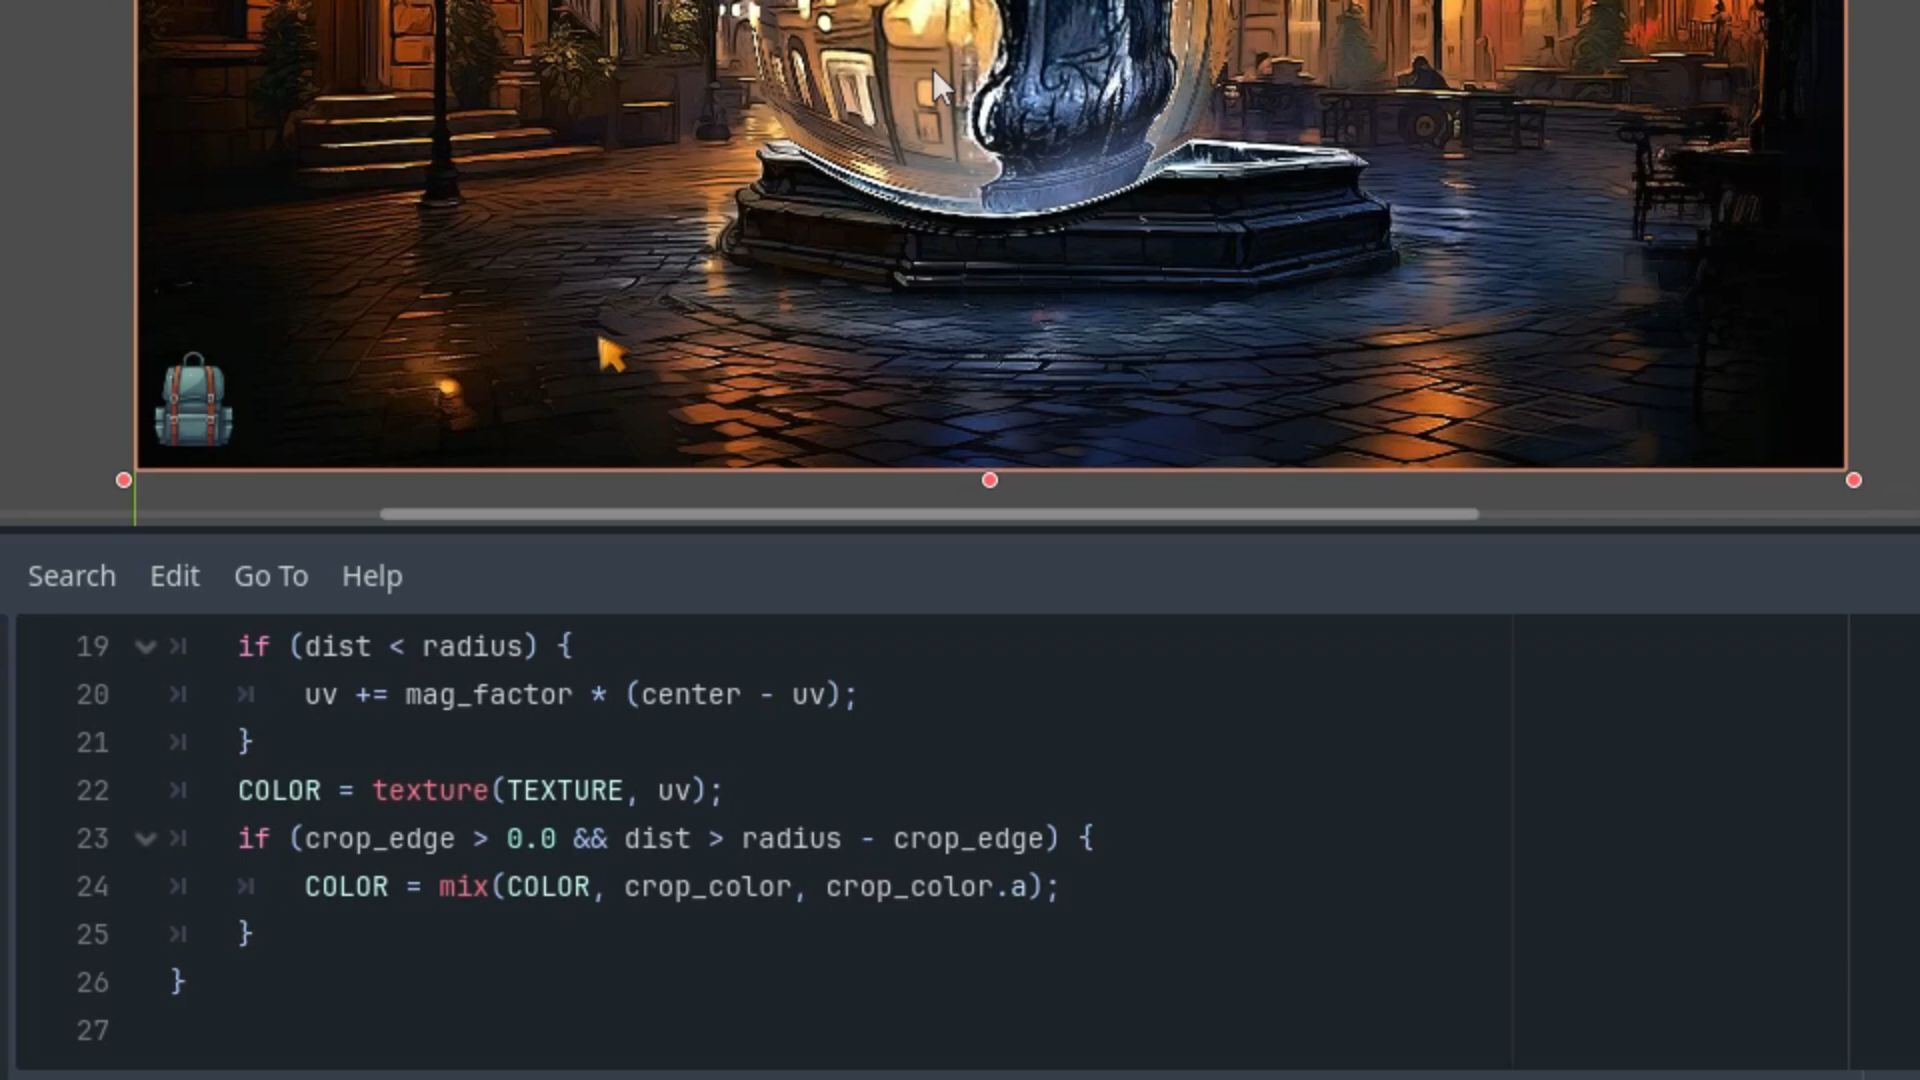 Search Edit Go To Help
19 if (dist < radius) {
20 uv += mag_factor * (center - uv);
21 }
22 COLOR = texture(TEXTURE, uv);
23 if (crop_edge > 0.0 && dist > radius - crop_edge) {
24 COLOR = mix(COLOR, crop_color, crop_color.a);
25 }
26 }
27